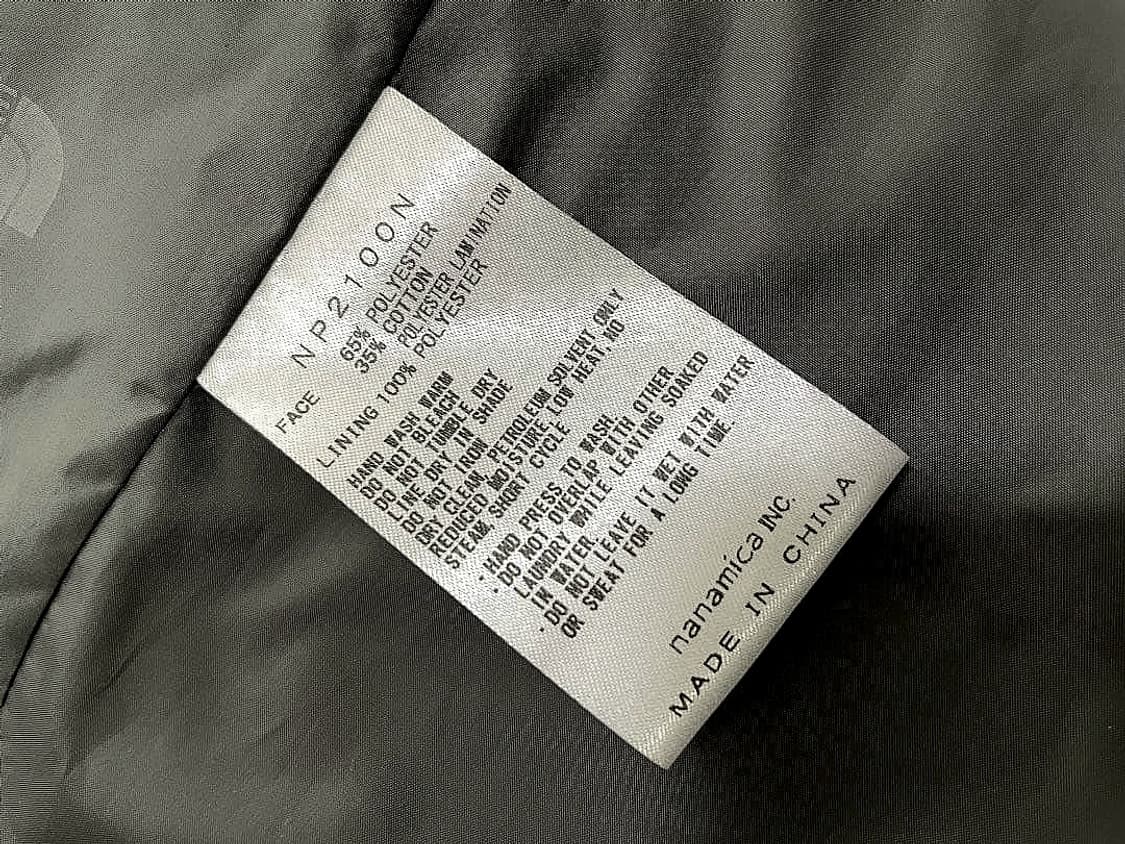 NP2100N
FACE 65% POLYESTER
35% COTTON
POLYESTER LAMINATION
LINING 100% POLYESTER
HAND WASH WARM
DO NOT BLEACH
DO NOT TUMBLE DRY
LINE DRY IN SHADE
DO NOT IRON
DRY CLEAN, PETROLEUM SOLVENT ONLY
REDUCED MOISTURE LOW HEAT, NO
STEAM SHORT CYCLE
・HAND PRESS TO WASH.
・DO NOT OVERLAP WITH OTHER
LAUNDRY WHILE LEAVING SOAKED
IN WATER.
・DO NOT LEAVE IT WET WITH WATER
OR SWEAT FOR A LONG TIME.
nanamica INC.
MADE IN CHINA